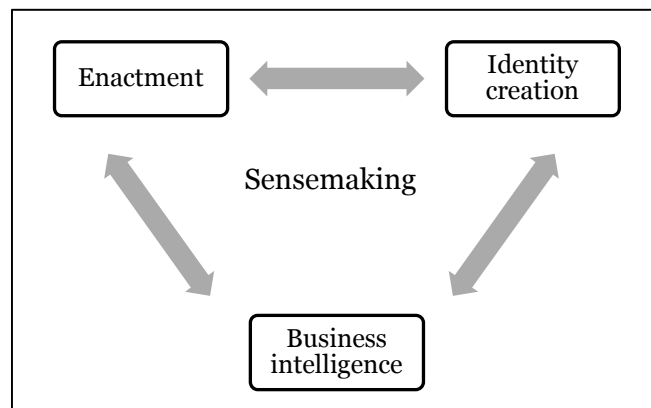 Enactment
Identity
creation
Sensemaking
Business
intelligence